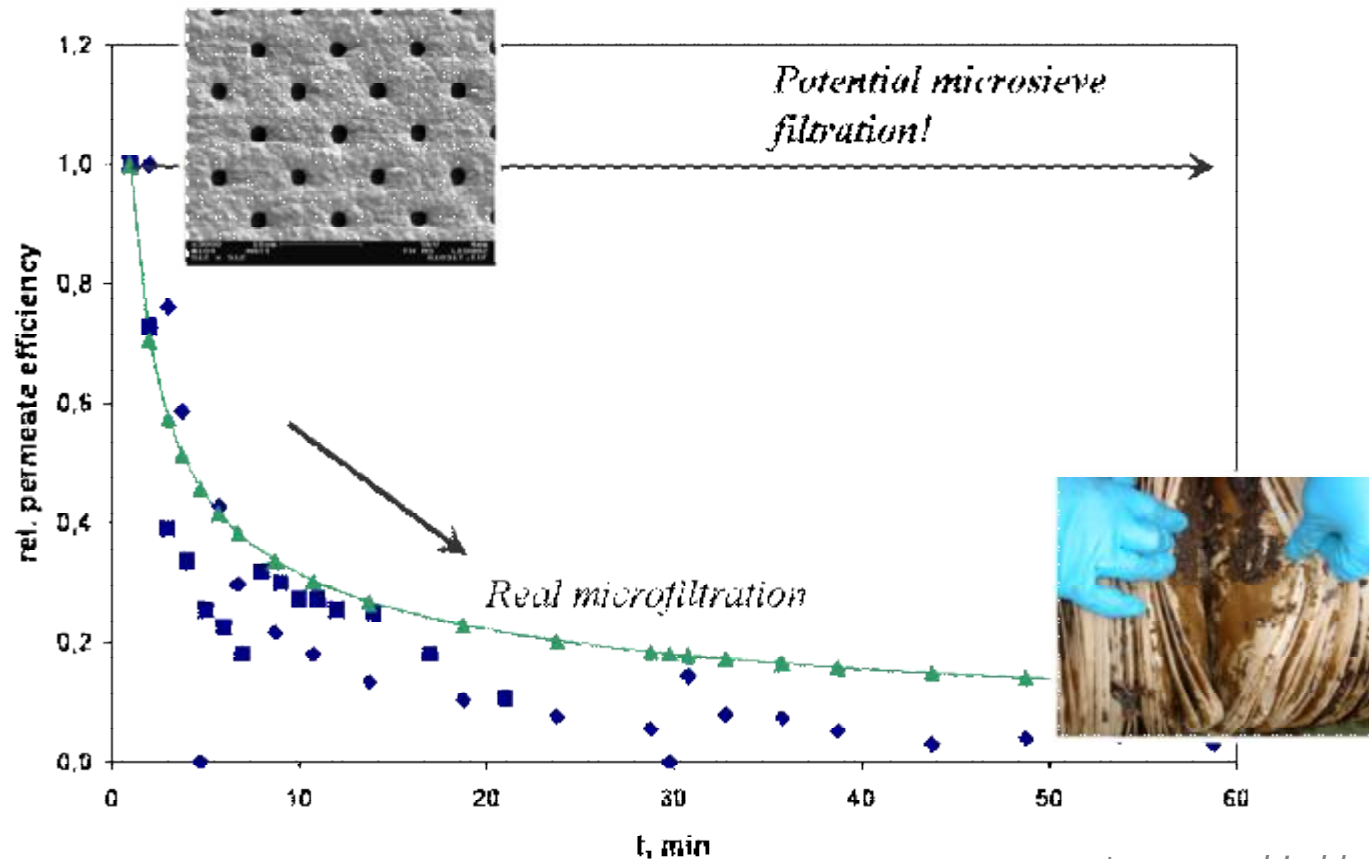 1,2
1,0
0,8
0,6
0,4
0,2
0,0
rel. permeate efficiency
Potential microsieve
filtration!
Real microfiltration
0
10
20
30
40
50
60
t, min